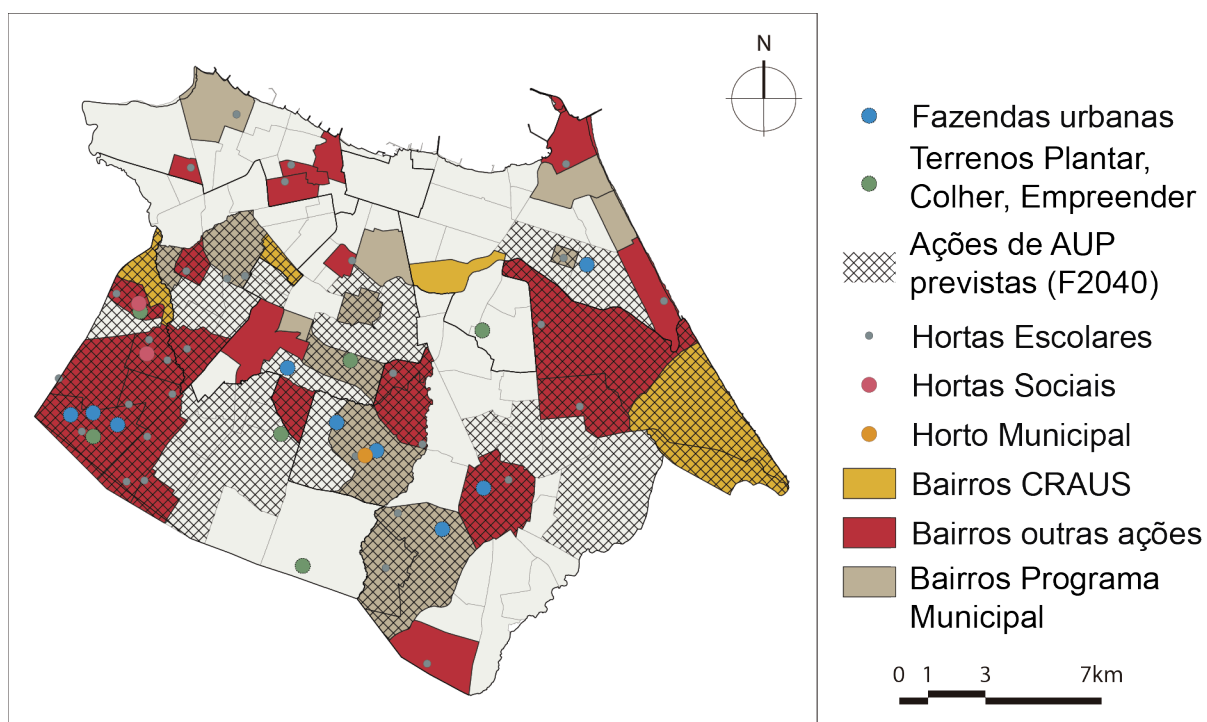 N
Fazendas urbanas
Terrenos Plantar,
Colher, Empreender
Ações de AUP
previstas (F2040)
Hortas Escolares
Hortas Sociais
Horto Municipal
Bairros CRAUS
Bairros outras ações
Bairros Programa
Municipal
0 1 3 7km